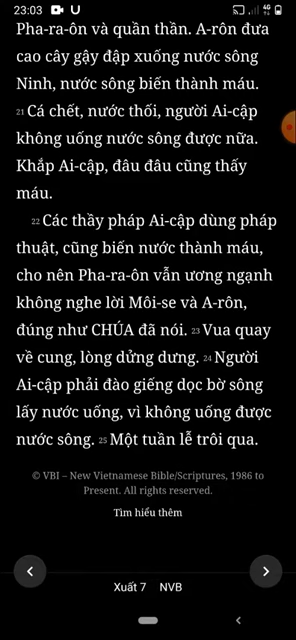 23:03 U 4G
Pha-ra-ôn và quần thần. A-rôn đưa
cao cây gậy đập xuống nước sông
Ninh, nước sông biến thành máu.
21 Cá chết, nước thối, người Ai-cập
không uống nước sông được nữa.
Khắp Ai-cập, đâu đâu cũng thấy
máu.
22 Các thầy pháp Ai-cập dùng pháp
thuật, cũng biến nước thành máu,
cho nên Pha-ra-ôn vẫn ương ngạnh
không nghe lời Môi-se và A-rôn,
đúng như CHÚA đã nói. 23 Vua quay
về cung, lòng dửng dưng. 24 Người
Ai-cập phải đào giếng dọc bờ sông
lấy nước uống, vì không uống được
nước sông. 25 Một tuần lễ trôi qua.
© VBI – New Vietnamese Bible/Scriptures, 1986 to
Present. All rights reserved.
Tìm hiểu thêm
Xuất 7 NVB